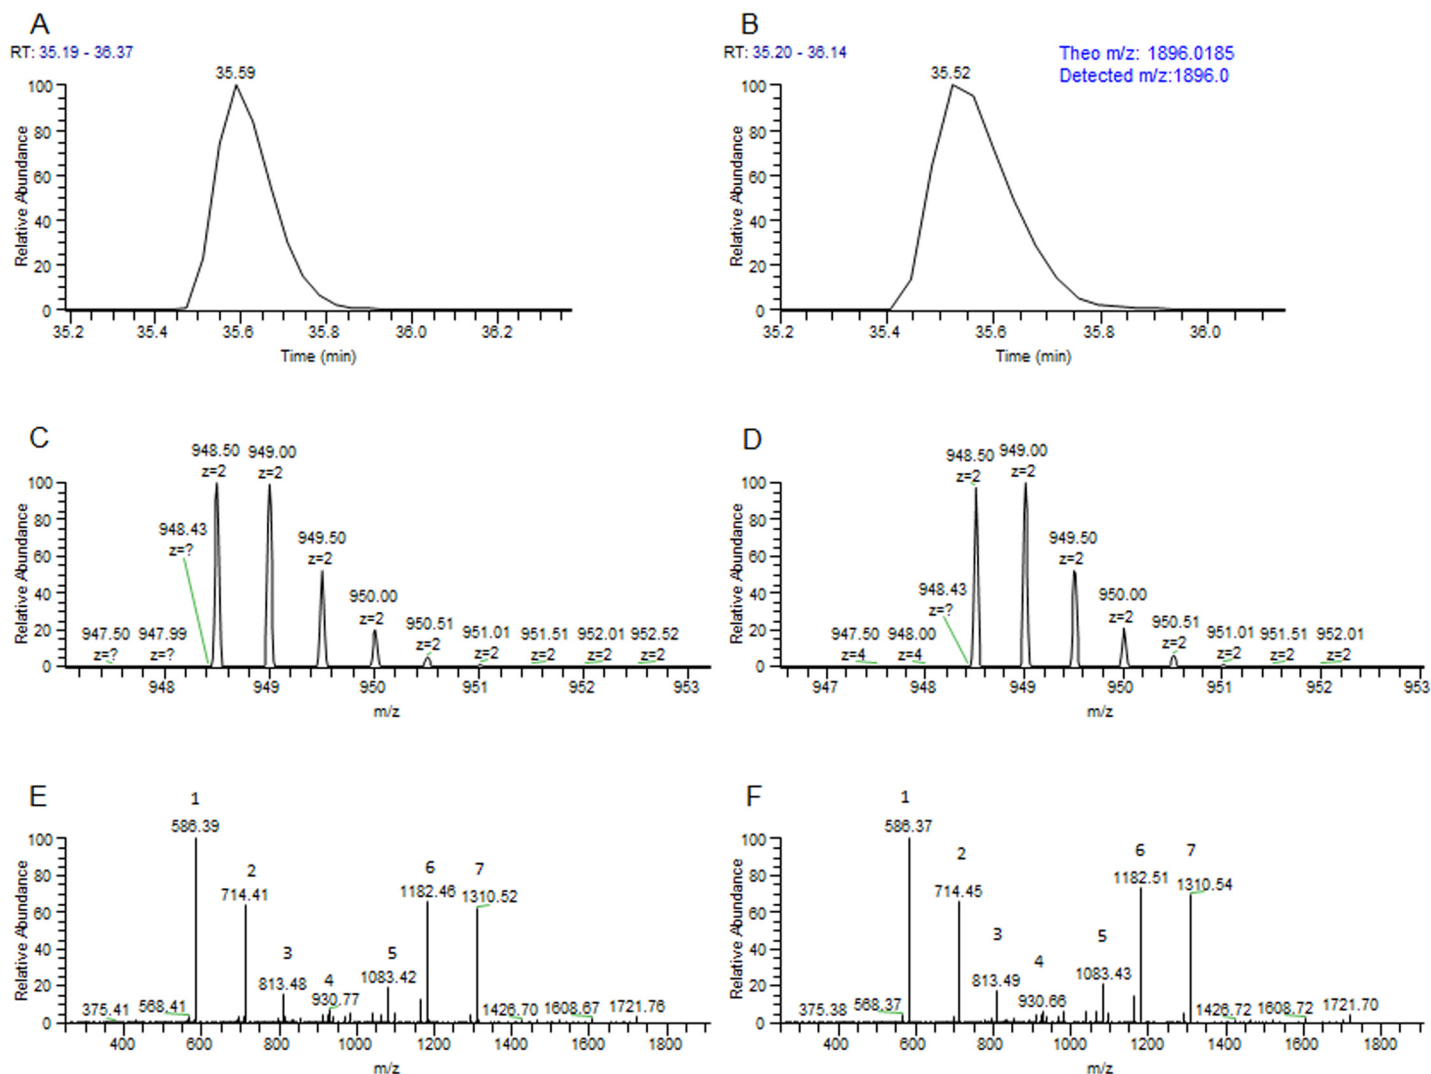 A
RT: 35.19 - 36.37
35.59
100
80
60
40
20
0
Relative Abundance
35.2 35.4 35.6 35.8 36.0 36.2
Time (min)
B
RT: 35.20 - 36.14
Theo m/z: 1896.0185
Detected m/z:1896.0
35.52
100
80
60
40
20
0
Relative Abundance
35.2 35.4 35.6 35.8 36.0
Time (min)
C
948.50 949.00
z=2 z=2
948.43
z=?
949.50
z=2
950.00
z=2
950.51
z=2
947.50 947.99
z=? z=?
951.01 951.51 952.01 952.52
z=2 z=2 z=2 z=2
100
80
60
40
20
0
Relative Abundance
948 949 950 951 952 953
m/z
D
948.50 949.00
z=2 z=2
949.50
z=2
948.43
z=?
950.00
z=2
950.51
z=2
947.50 948.00
z=4 z=4
951.01 951.51 952.01
z=2 z=2 z=2
100
80
60
40
20
0
Relative Abundance
947 948 949 950 951 952 953
m/z
E
1
586.39
2
714.41
3
813.48
4
930.77
5
1083.42
6
1182.46
7
1310.52
375.41 568.41
1426.70 1608.67 1721.76
100
80
60
40
20
0
Relative Abundance
400 600 800 1000 1200 1400 1600 1800
m/z
F
1
586.37
2
714.45
3
813.49
4
930.66
5
1083.43
6
1182.51
7
1310.54
375.38 568.37
1426.72 1608.72 1721.70
100
80
60
40
20
0
Relative Abundance
400 600 800 1000 1200 1400 1600 1800
m/z